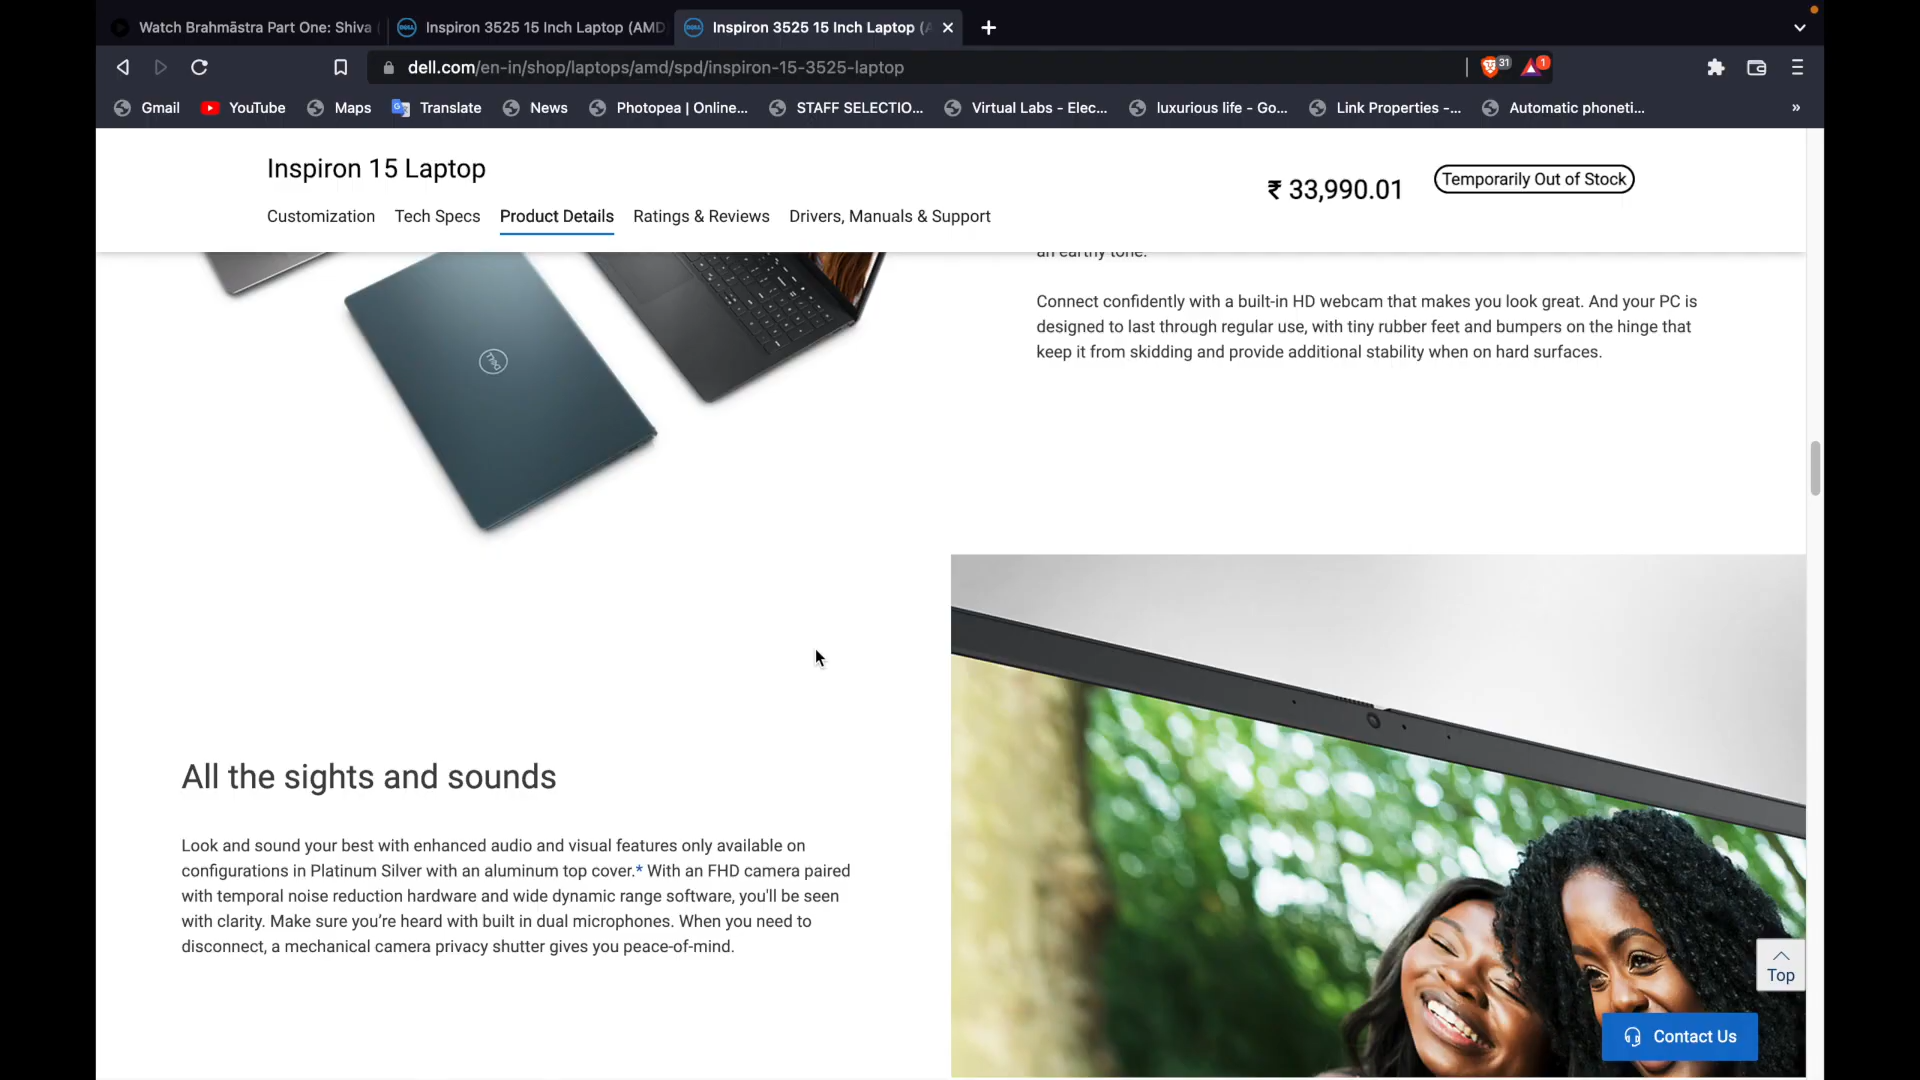 Watch Brahmāstra Part One: Shiva (
Inspiron 3525 15 Inch Laptop (AMD
Inspiron 3525 15 Inch Laptop (A
dell.com/en-in/shop/laptops/amd/spd/inspiron-15-3525-laptop
31
1
Gmail
YouTube
Maps
Translate
News
Photopea | Online...
STAFF SELECTIO...
Virtual Labs - Elec...
luxurious life - Go...
Link Properties -...
Automatic phoneti...
»
Inspiron 15 Laptop
₹ 33,990.01
Temporarily Out of Stock
Customization
Tech Specs
Product Details
Ratings & Reviews
Drivers, Manuals & Support
an earthy tone.
Connect confidently with a built-in HD webcam that makes you look great. And your PC is
designed to last through regular use, with tiny rubber feet and bumpers on the hinge that
keep it from skidding and provide additional stability when on hard surfaces.
DELL
All the sights and sounds
Look and sound your best with enhanced audio and visual features only available on
configurations in Platinum Silver with an aluminum top cover.* With an FHD camera paired
with temporal noise reduction hardware and wide dynamic range software, you'll be seen
with clarity. Make sure you’re heard with built in dual microphones. When you need to
disconnect, a mechanical camera privacy shutter gives you peace-of-mind.
Top
Contact Us